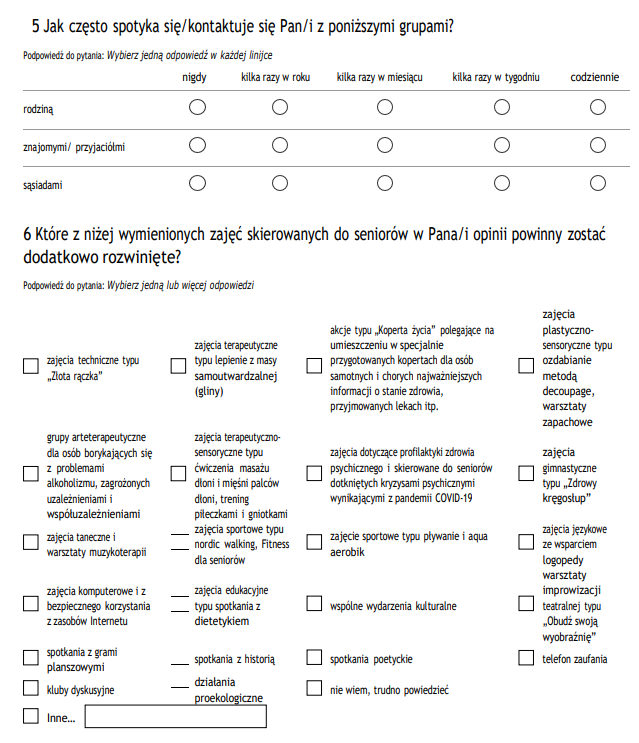 5 Jak często spotyka się/kontaktuje się Pan/i z poniższymi grupami?
Podpowiedź do pytania: Wybierz jedną odpowiedź w każdej linijce
nigdy kilka razy w roku kilka razy w miesiącu kilka razy w tygodniu codziennie
rodziną
znajomymi/ przyjaciółmi
sąsiadami
6 Które z niżej wymienionych zajęć skierowanych do seniorów w Pana/i opinii powinny zostać
dodatkowo rozwinięte?
Podpowiedź do pytania: Wybierz jedną lub więcej odpowiedzi
zajęcia techniczne typu
„Złota rączka”
zajęcia terapeutyczne
typu lepienie z masy
samoutwardzalnej
(gliny)
akcje typu „Koperta życia” polegające na
umieszczeniu w specjalnie
przygotowanych kopertach dla osób
samotnych i chorych najważniejszych
informacji o stanie zdrowia,
przyjmowanych lekach itp.
zajęcia
plastyczno-
sensoryczne typu
ozdabianie
metodą
decoupage,
warsztaty
zapachowe
grupy arteterapeutyczne
dla osób borykających się
z problemami
alkoholizmu, zagrożonych
uzależnieniami i
współuzależnieniami
zajęcia terapeutyczno-
sensoryczne typu
ćwiczenia masażu
dłoni i mięśni palców
dłoni, trening
piłeczkami i gniotkami
zajęcia dotyczące profilaktyki zdrowia
psychicznego i skierowane do seniorów
dotkniętych kryzysami psychicznymi
wynikającymi z pandemii COVID-19
zajęcia
gimnastyczne
typu „Zdrowy
kręgosłup”
zajęcia taneczne i
warsztaty muzykoterapii
zajęcia sportowe typu
nordic walking, Fitness
dla seniorów
zajęcie sportowe typu pływanie i aqua
aerobik
zajęcia językowe
ze wsparciem
logopedy
zajęcia komputerowe i z
bezpiecznego korzystania
z zasobów Internetu
zajęcia edukacyjne
typu spotkania z
dietetykiem
wspólne wydarzenia kulturalne
warsztaty
improwizacji
teatralnej typu
„Obudź swoją
wyobraźnię”
spotkania z grami
planszowymi
spotkania z historią
spotkania poetyckie
telefon zaufania
kluby dyskusyjne
działania
proekologiczne
nie wiem, trudno powiedzieć
Inne…